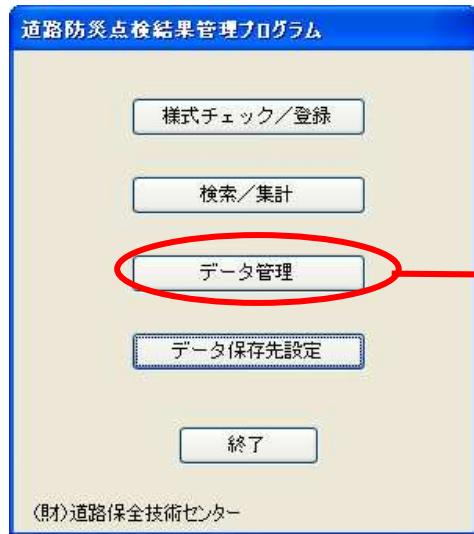 道路防災点検結果管理プログラム
様式チェック/登録
検索/集計
データ管理
データ保存先設定
終了
(財)道路保全技術センター